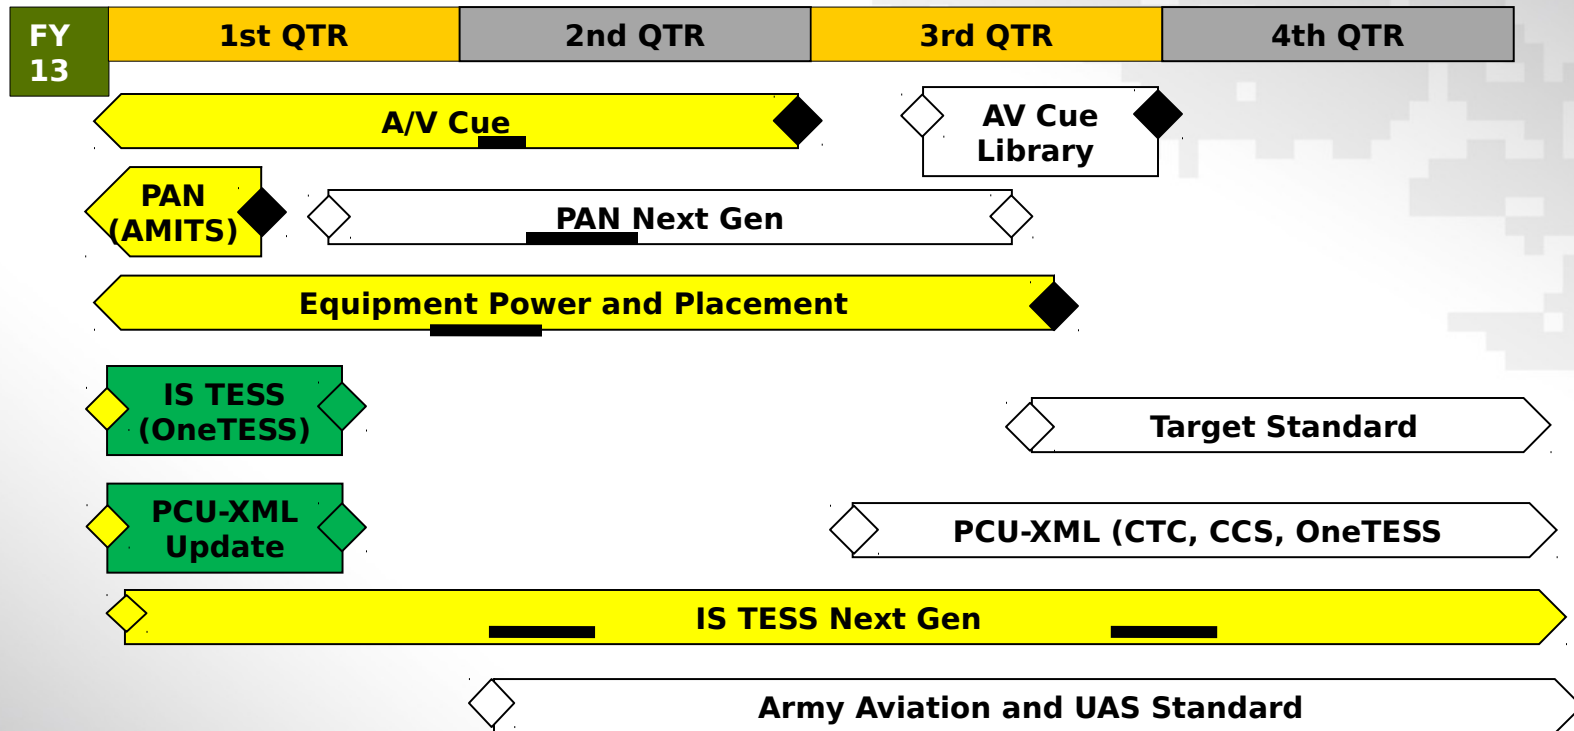 FY
13
1st QTR
2nd QTR
3rd QTR
4th QTR
A/V Cue
AV Cue
Library
PAN
(AMITS)
PAN Next Gen
Equipment Power and Placement
IS TESS
(OneTESS)
Target Standard
PCU-XML
Update
PCU-XML (CTC, CCS, OneTESS
IS TESS Next Gen
Army Aviation and UAS Standard